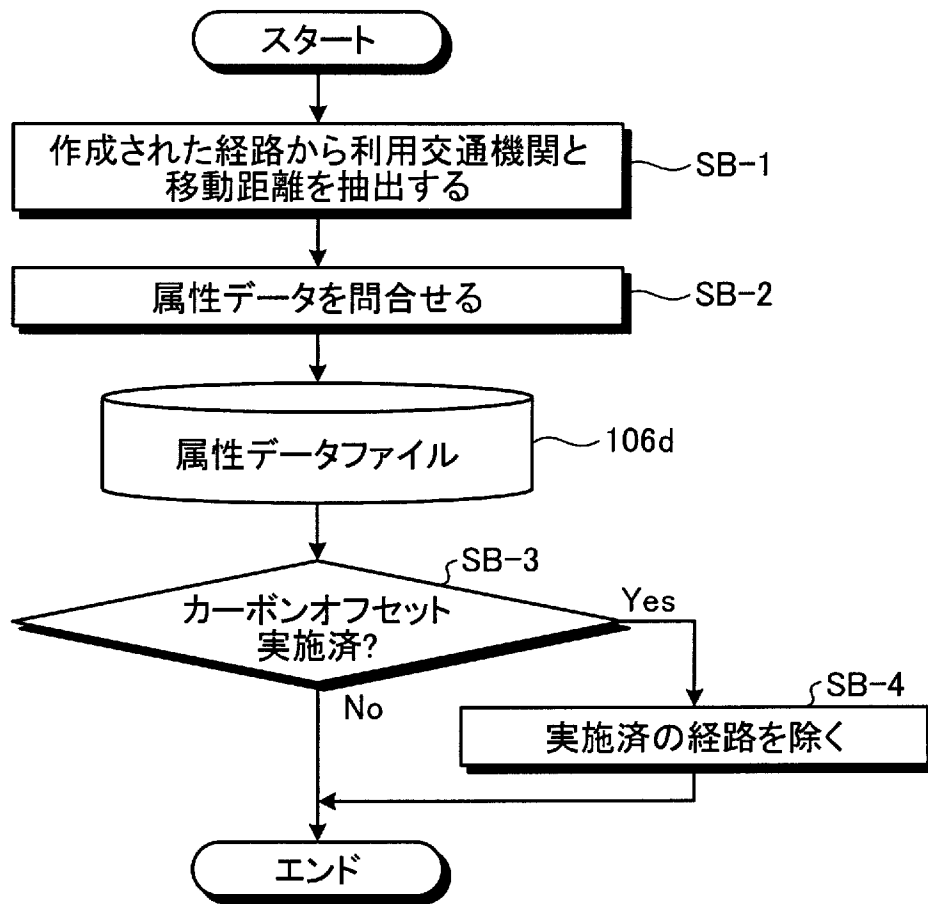 スタート
作成された経路から利用交通機関と
移動距離を抽出する
SB-1
属性データを問合せる
SB-2
属性データファイル
106d
SB-3
カーボンオフセット
実施済?
Yes
No
SB-4
実施済の経路を除く
エンド